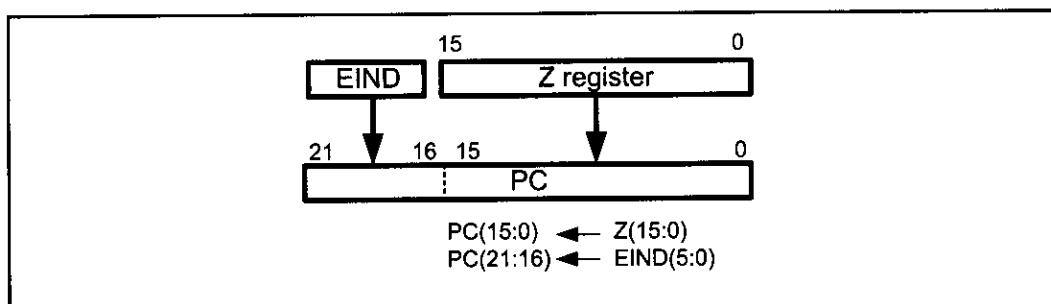 15 0
EIND Z register
21 16 15 0
PC
PC(15:0) ← Z(15:0)
PC(21:16) ← EIND(5:0)